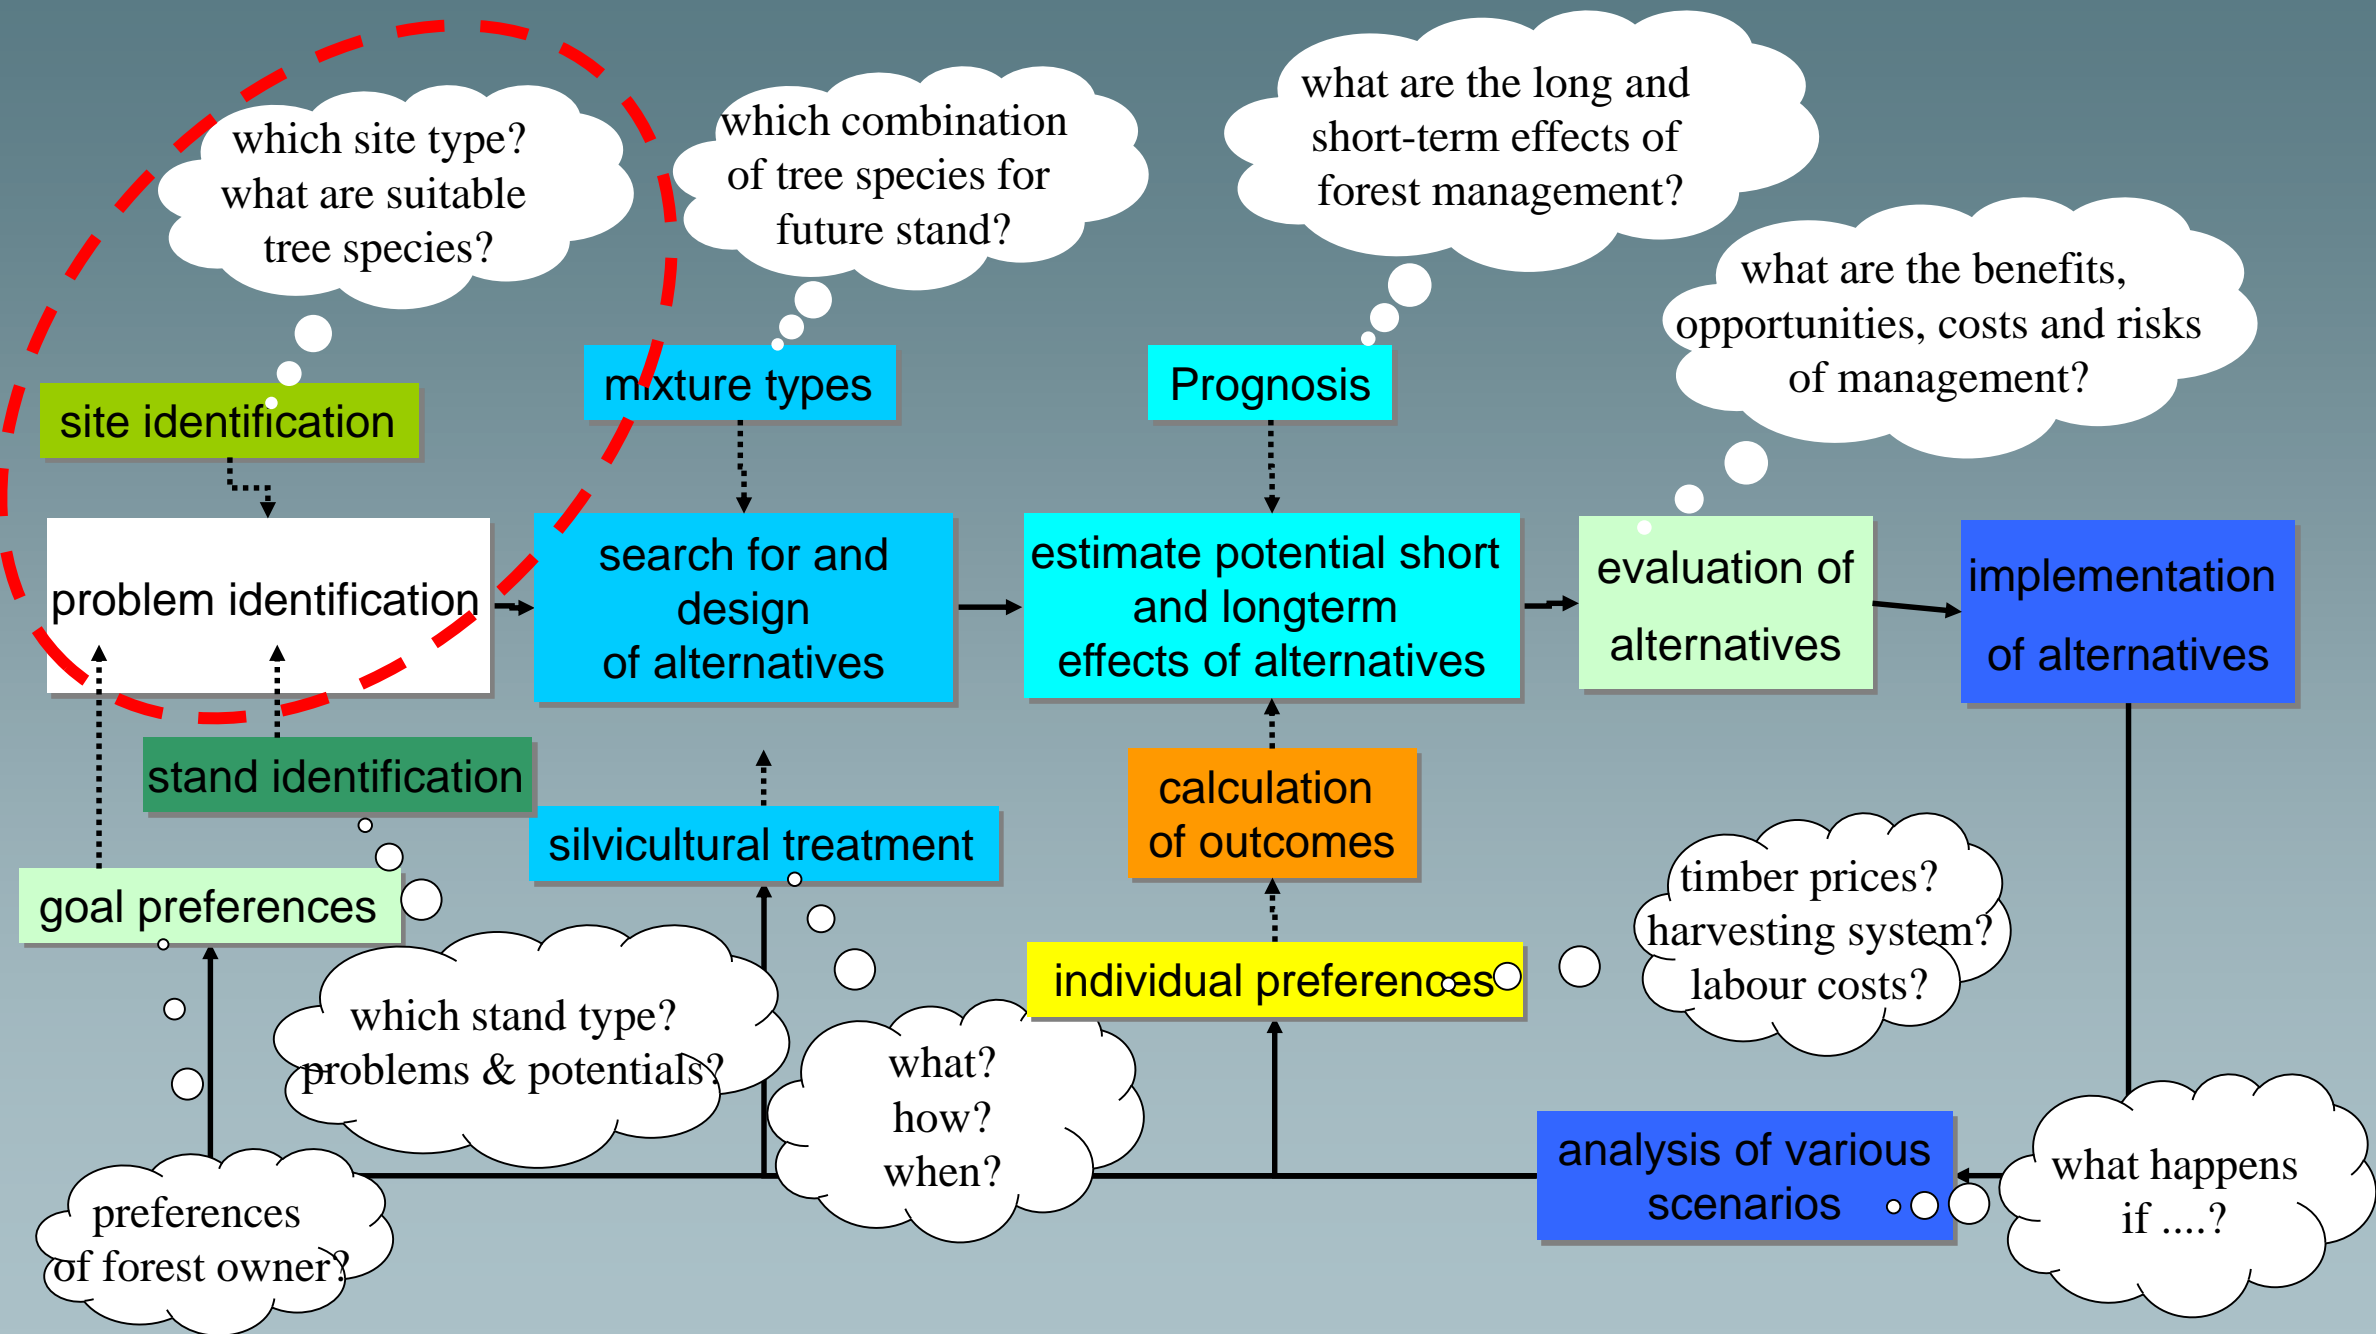 which site type?
what are suitable
tree species?
which combination
of tree species for
future stand?
what are the long and
short-term effects of
forest management?
what are the benefits,
opportunities, costs and risks
of management?
site identification
mixture types
Prognosis
problem identification
search for and
design
of alternatives
estimate potential short
and longterm
effects of alternatives
evaluation of
alternatives
implementation
of alternatives
stand identification
silvicultural treatment
calculation
of outcomes
goal preferences
individual preferences
timber prices?
harvesting system?
labour costs?
which stand type?
problems & potentials?
what?
how?
when?
analysis of various
scenarios
what happens
if ....?
preferences
of forest owner?